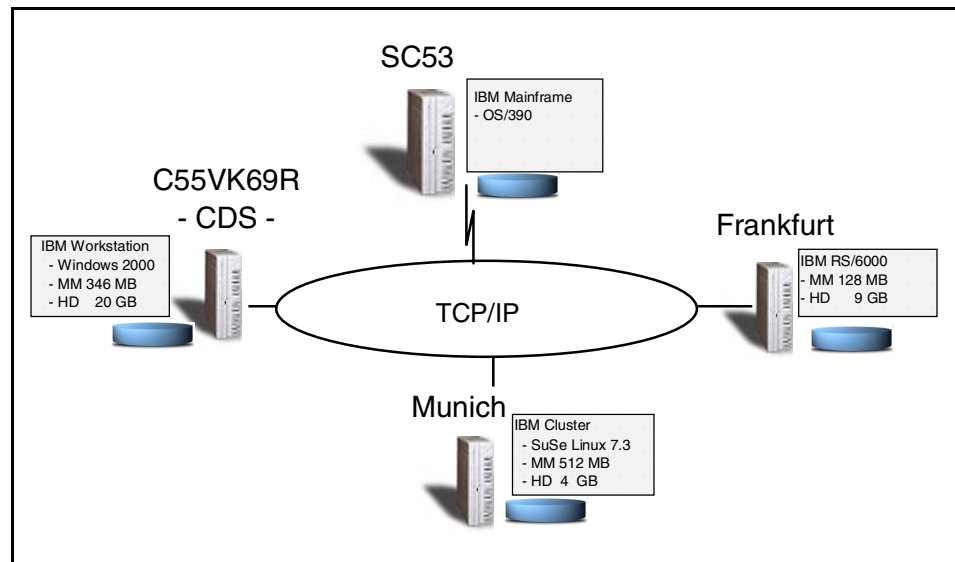 SC53
IBM Mainframe
- OS/390
C55VK69R
- CDS -
IBM Workstation
- Windows 2000
- MM 346 MB
- HD 20 GB
Frankfurt
IBM RS/6000
- MM 128 MB
- HD 9 GB
TCP/IP
Munich
IBM Cluster
- SuSe Linux 7.3
- MM 512 MB
- HD 4 GB